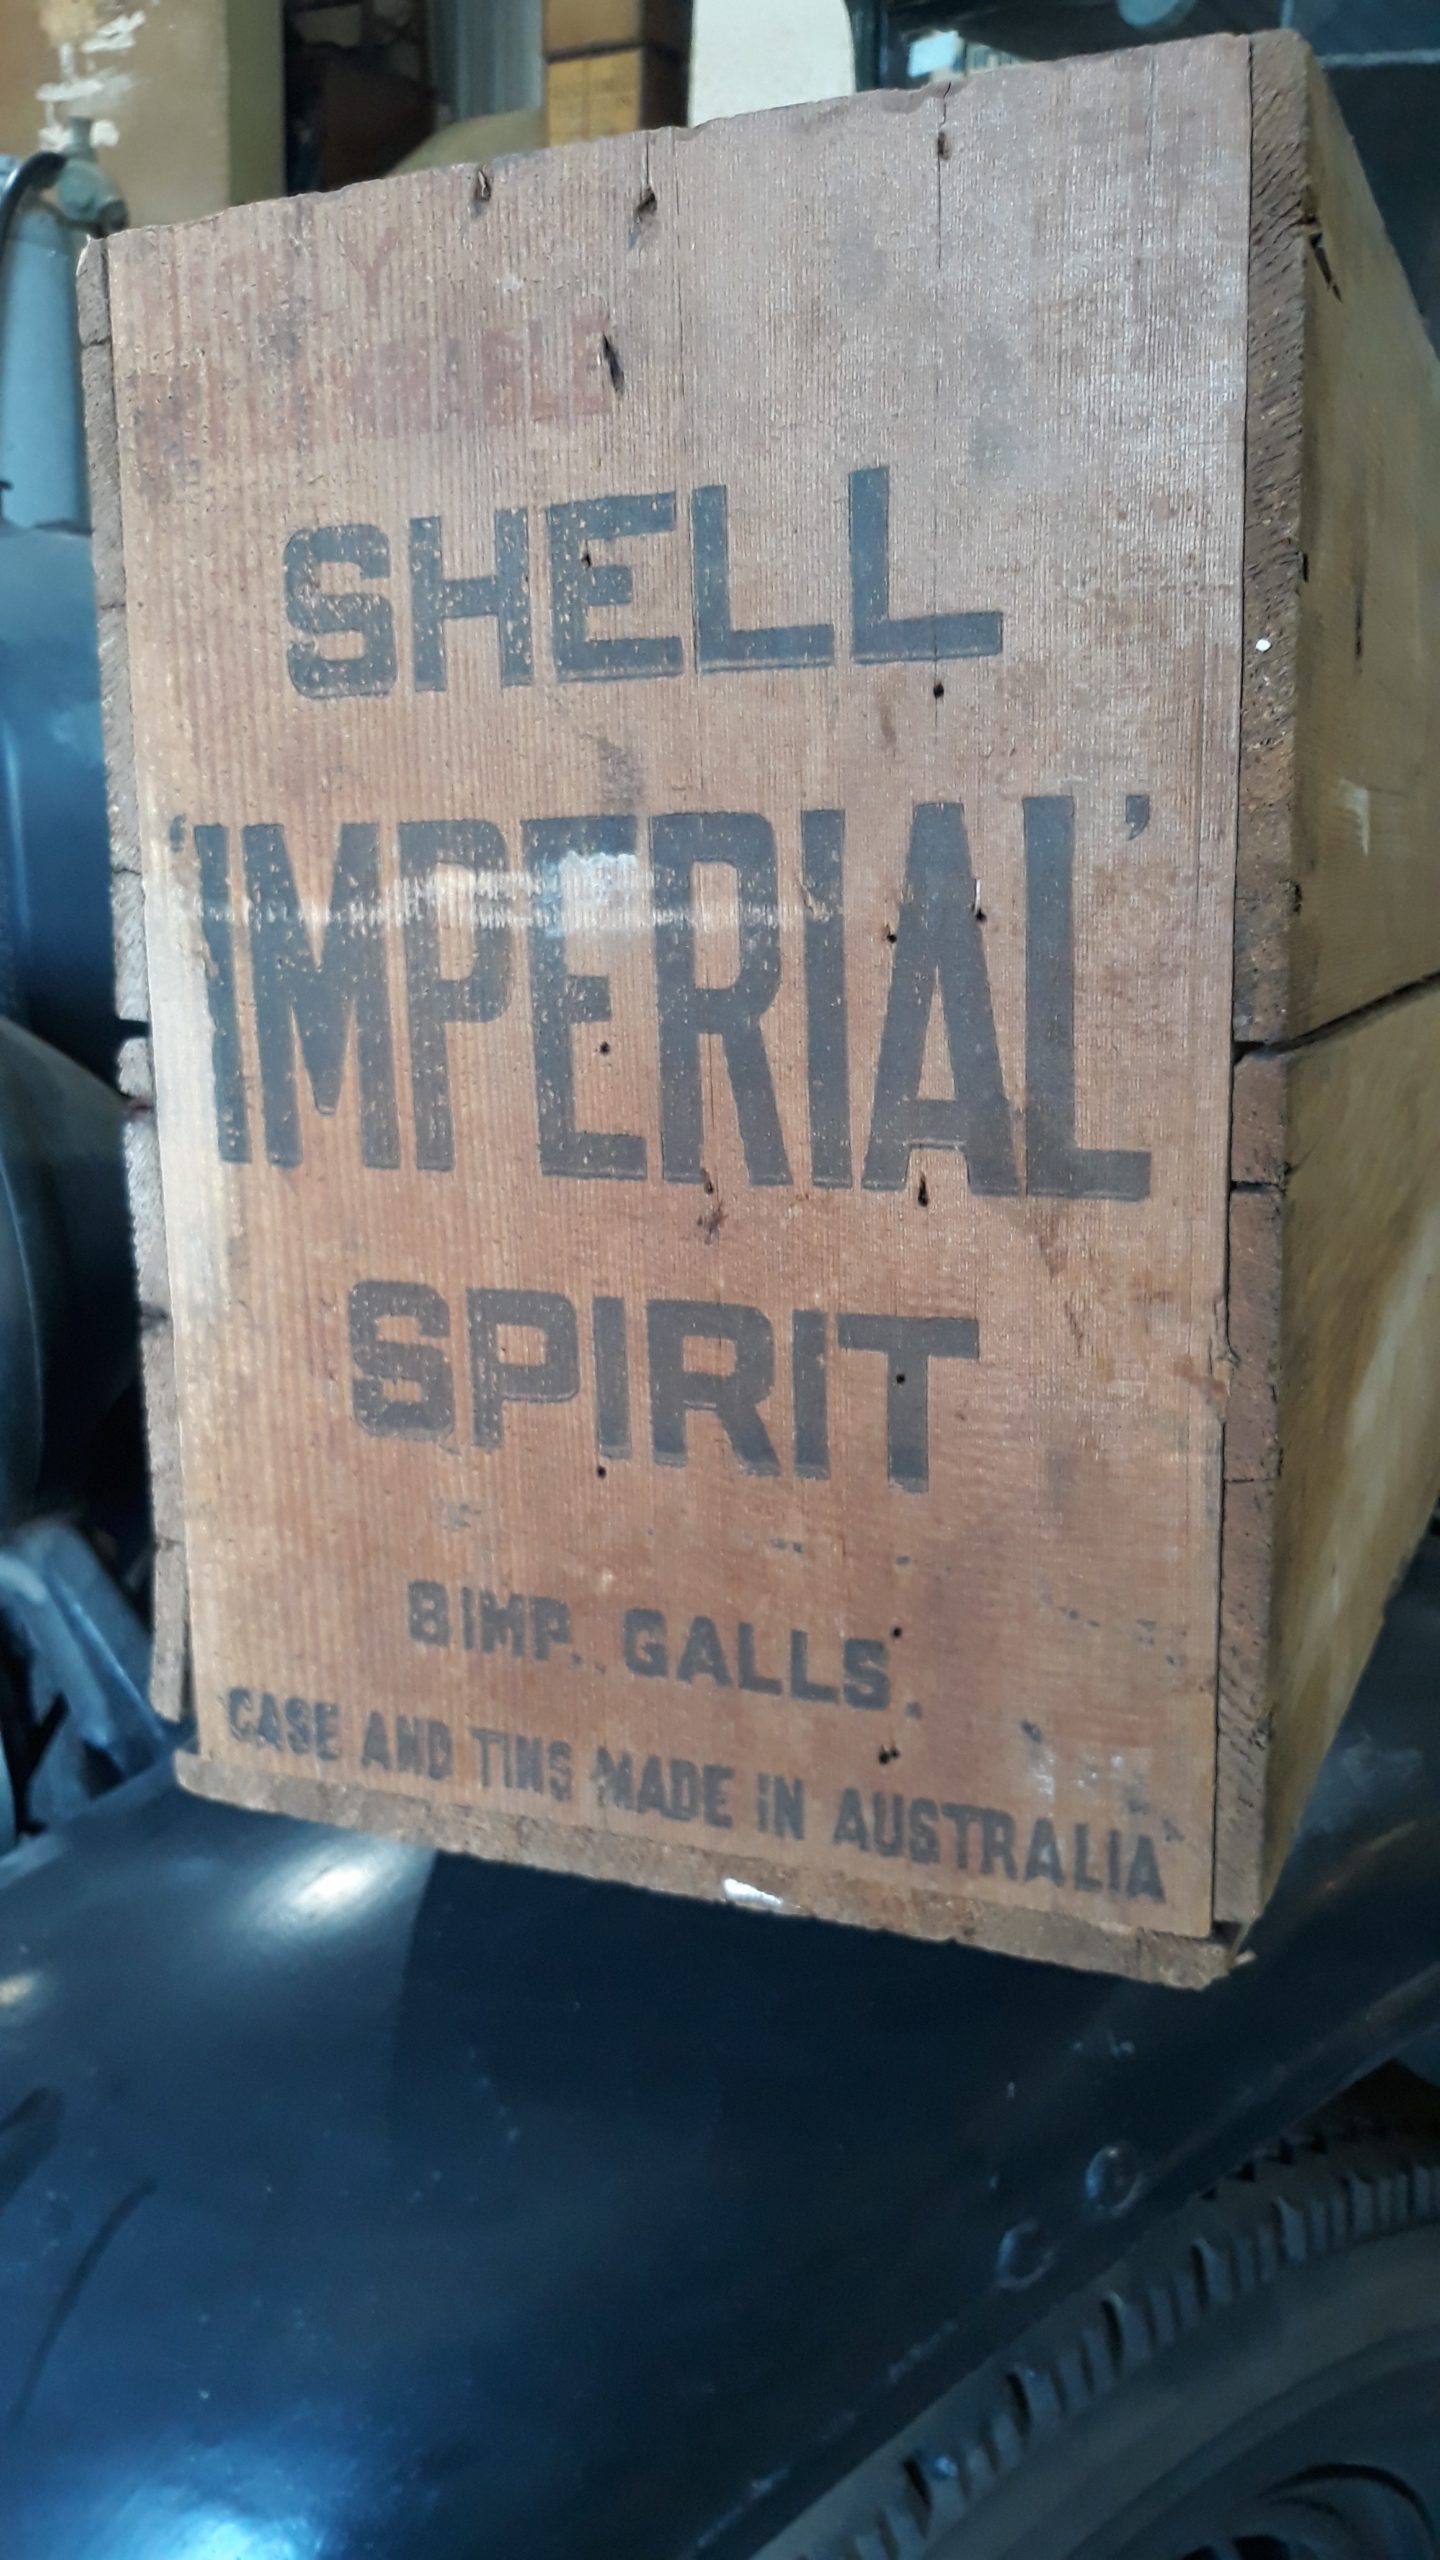 SHELL
'IMPERIAL'
SPIRIT
8 IMP. GALLS.
CASE AND TINS MADE IN AUSTRALIA